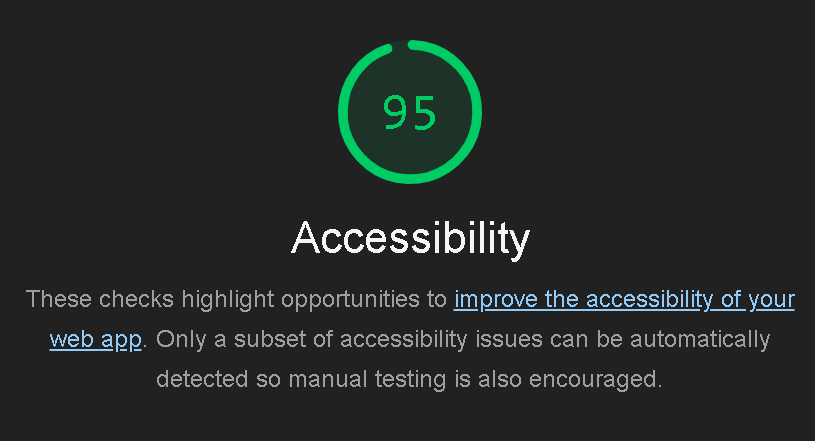 95
Accessibility
These checks highlight opportunities to improve the accessibility of your
web app. Only a subset of accessibility issues can be automatically
detected so manual testing is also encouraged.